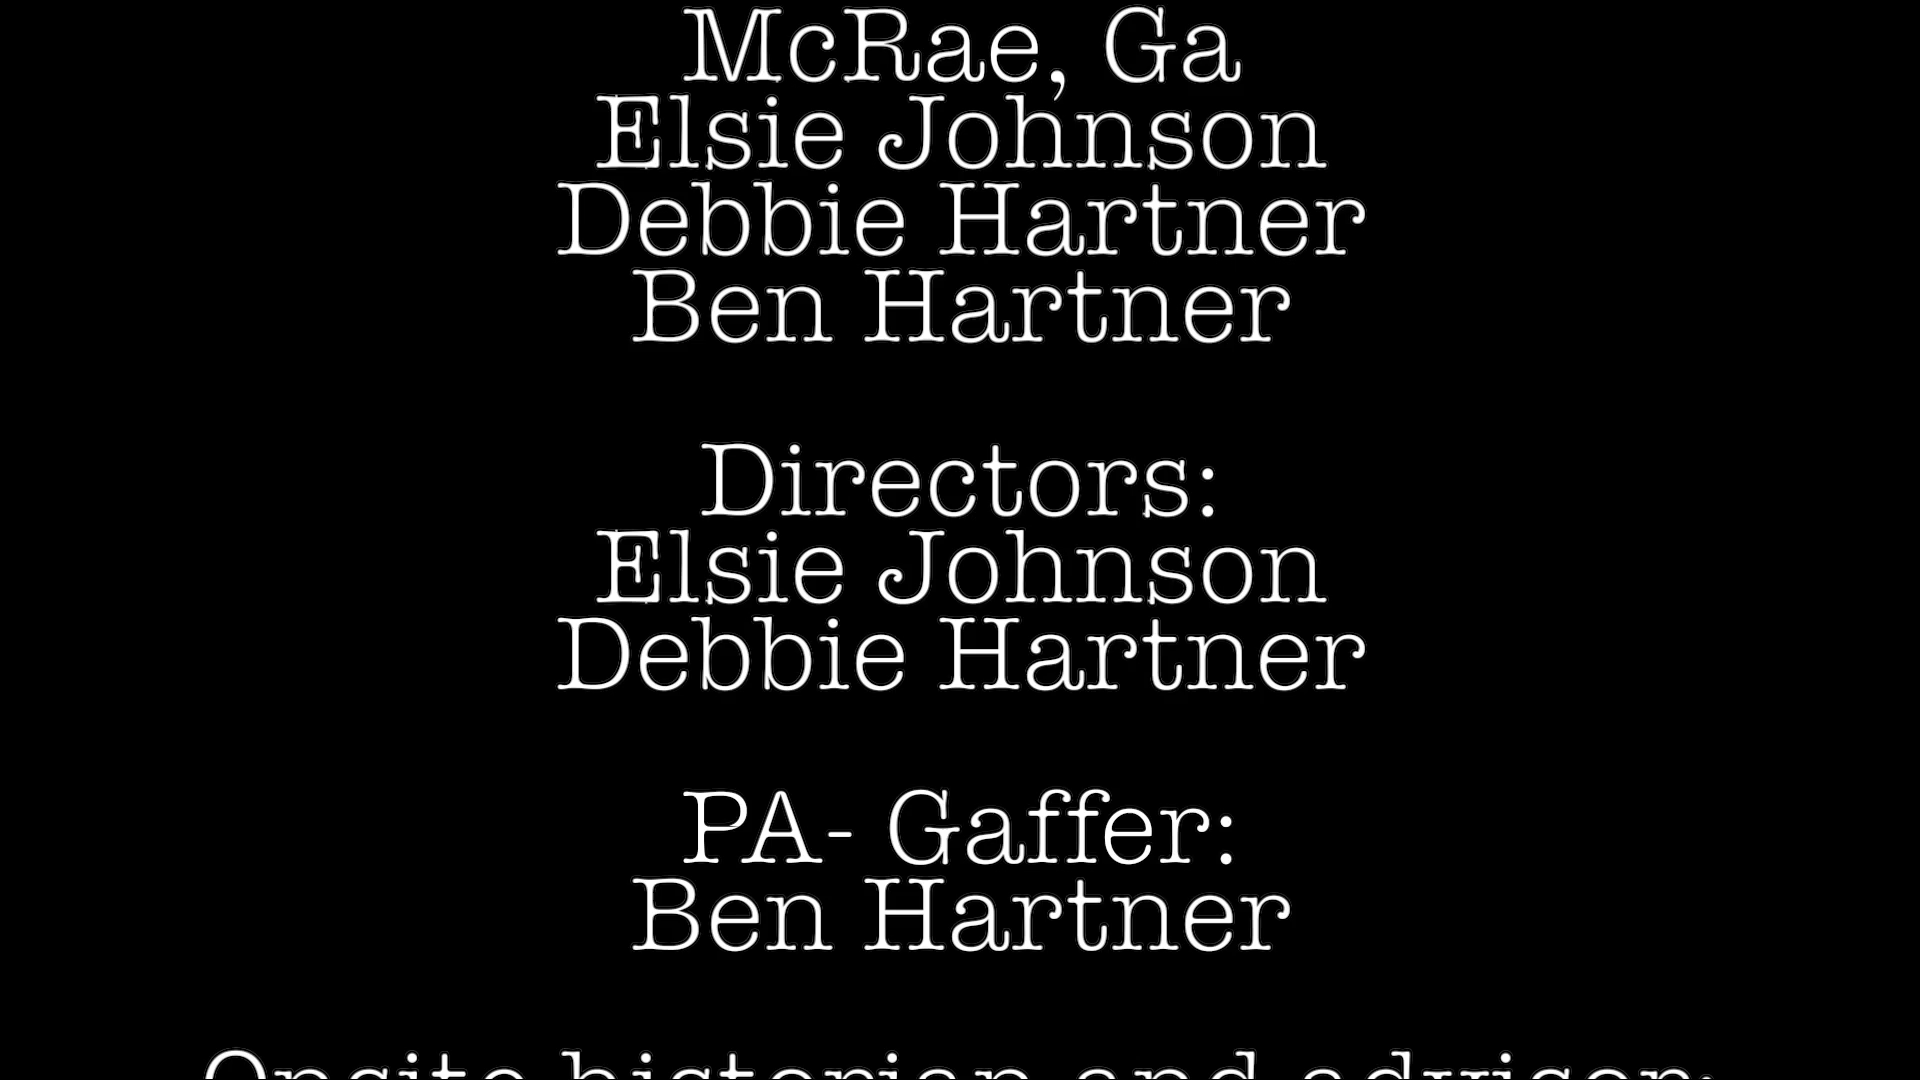 McRae, Ga
Elsie Johnson
Debbie Hartner
Ben Hartner
Directors:
Elsie Johnson
Debbie Hartner
PA- Gaffer:
Ben Hartner
Onsite historian and advisor: